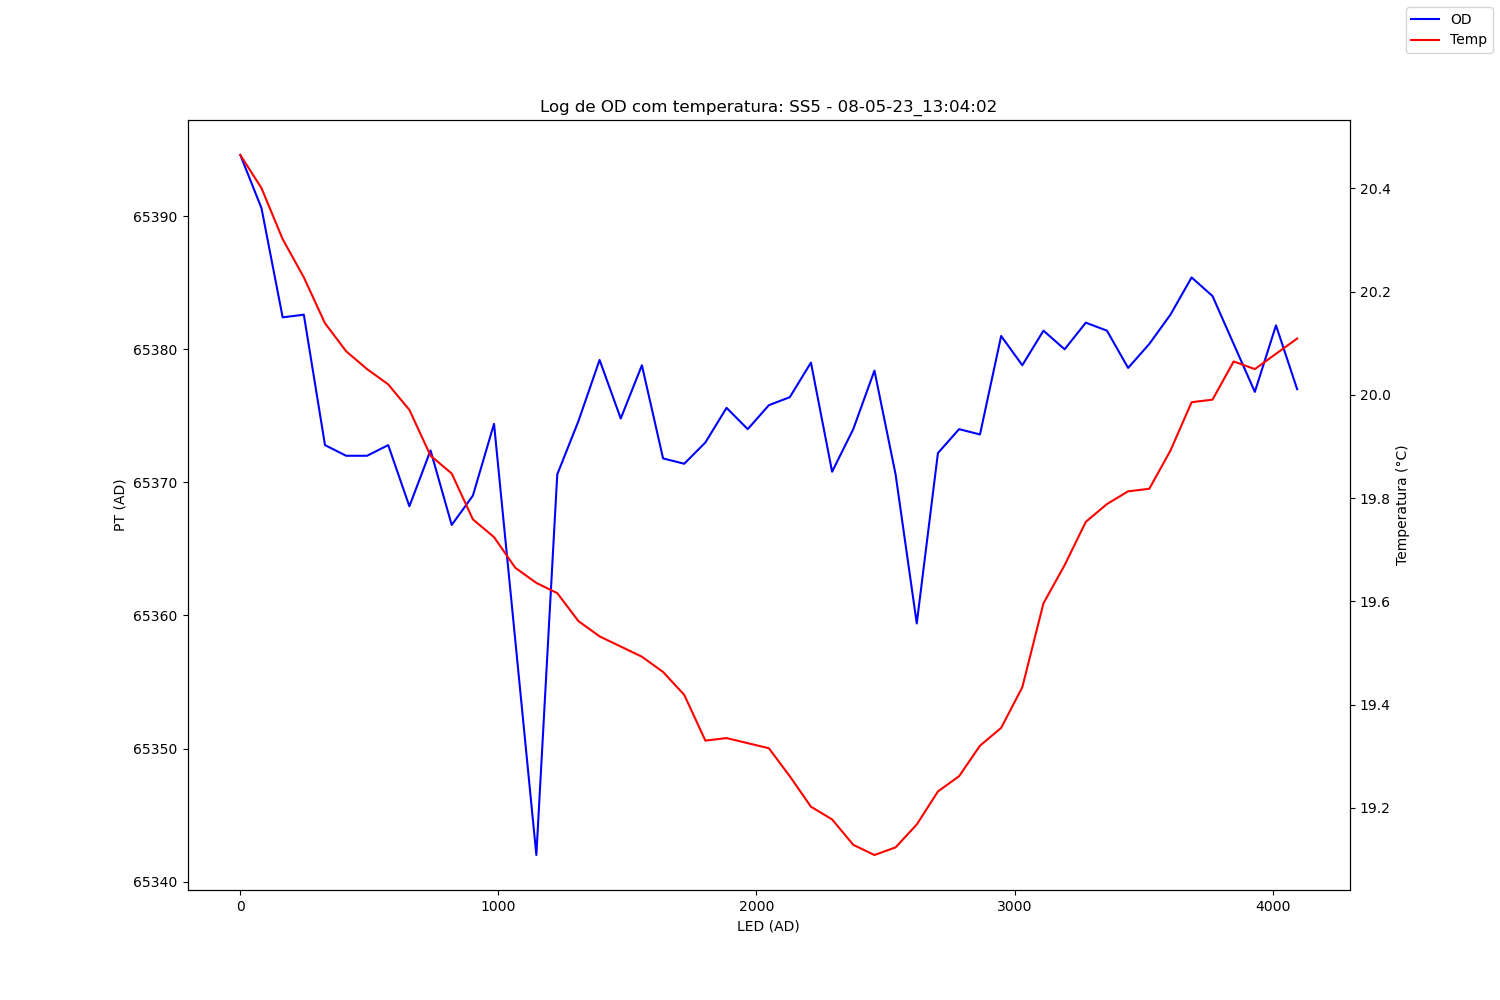 OD
Temp
Log de OD com temperatura: SS5 - 08-05-23_13:04:02
65390
65380
65370
65360
65350
65340
PT (AD)
20.4
20.2
20.0
19.8
19.6
19.4
19.2
Temperatura (°C)
0 1000 2000 3000 4000
LED (AD)